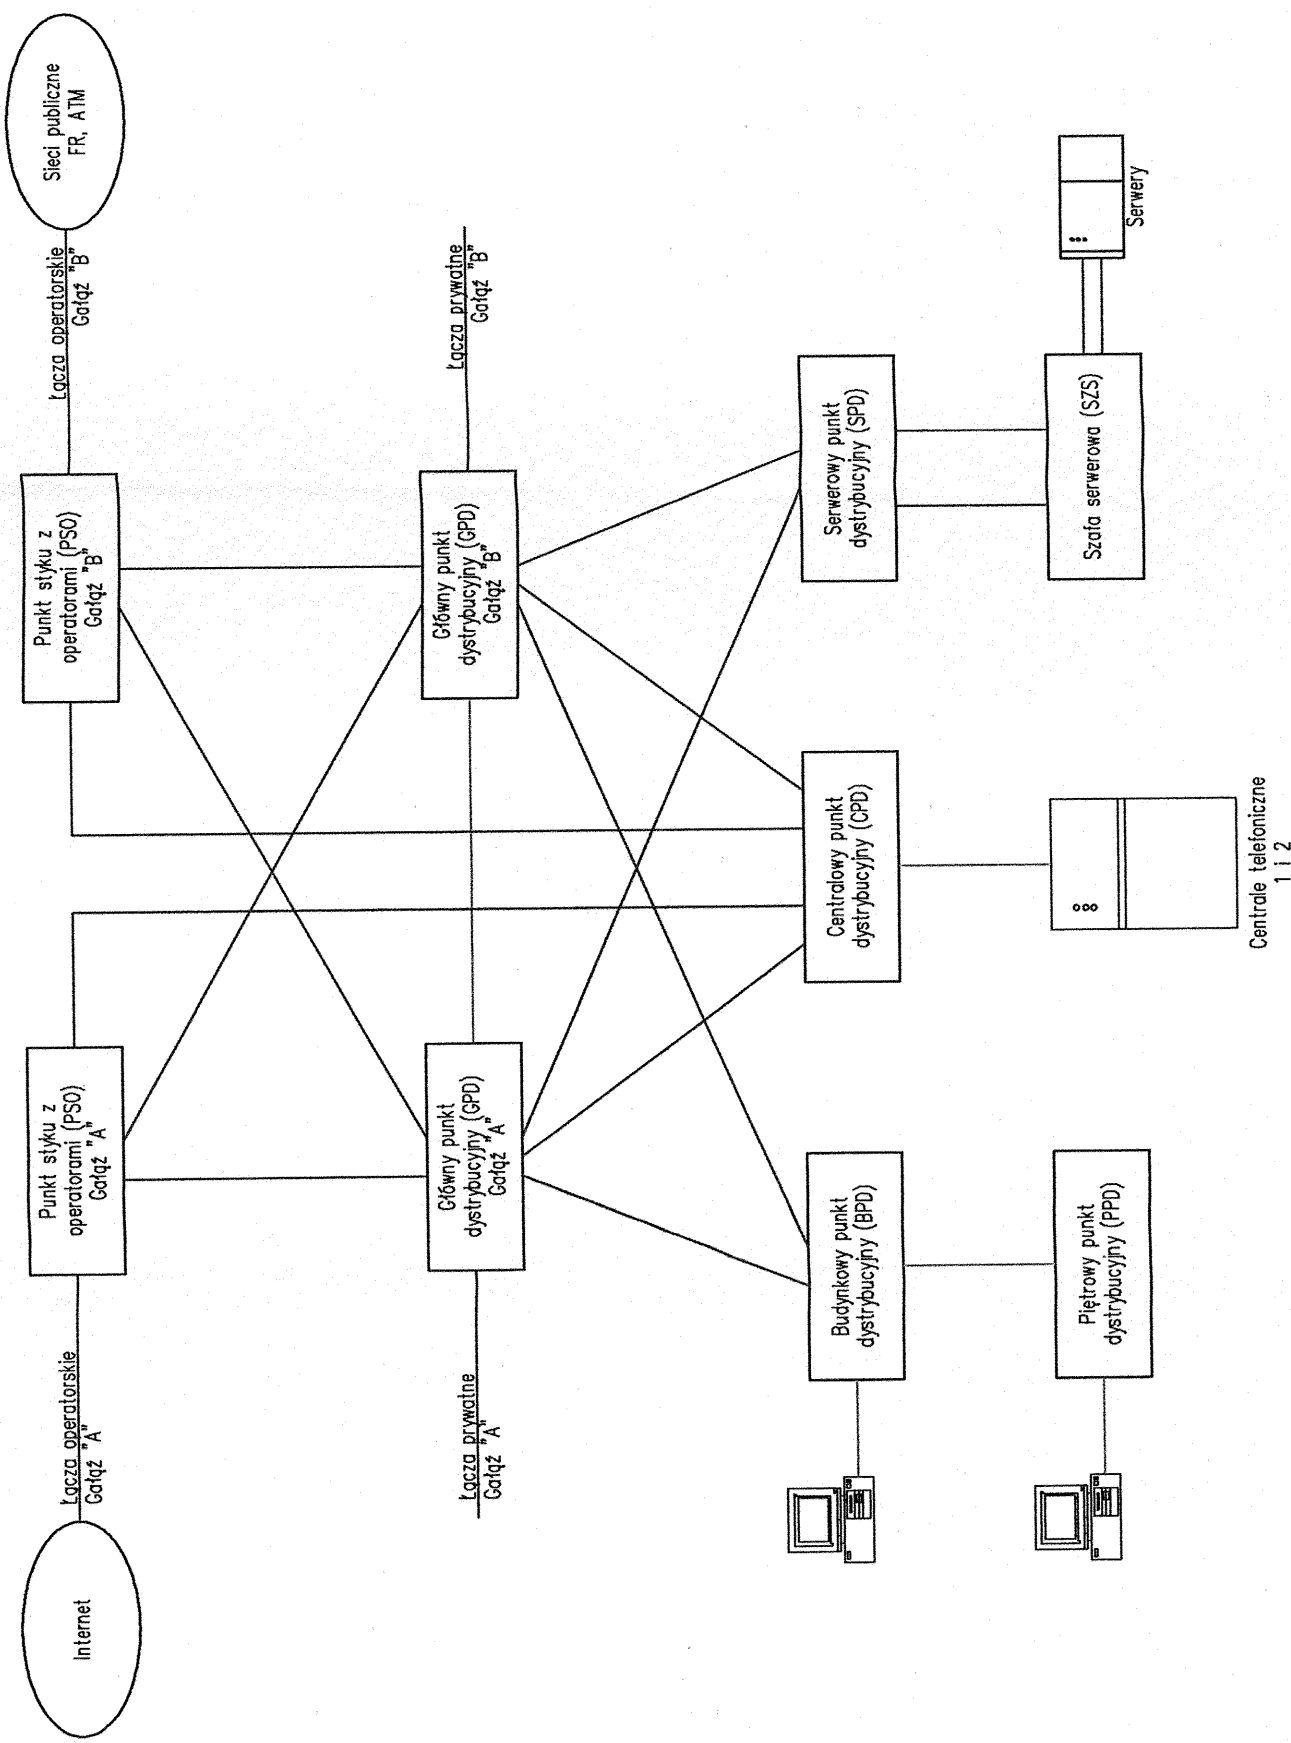 Internet
Łącza operatorskie
Gałąź "A"
Punkt styku z
operatorami (PSO)
Gałąź "A"
Punkt styku z
operatorami (PSO)
Gałąź "B"
Łącza operatorskie
Gałąź "B"
Sieci publiczne
FR, ATM
Łącza prywatne
Gałąź "A"
Główny punkt
dystrybucyjny (GPD)
Gałąź "A"
Główny punkt
dystrybucyjny (GPD)
Gałąź "B"
Łącza prywatne
Gałąź "B"
Budynkowy punkt
dystrybucyjny (BPD)
Centralowy punkt
dystrybucyjny (CPD)
Serwerowy punkt
dystrybucyjny (SPD)
Piętrowy punkt
dystrybucyjny (PPD)
Centrale telefoniczne
1 i 2
Szafa serwerowa (SZS)
Serwery